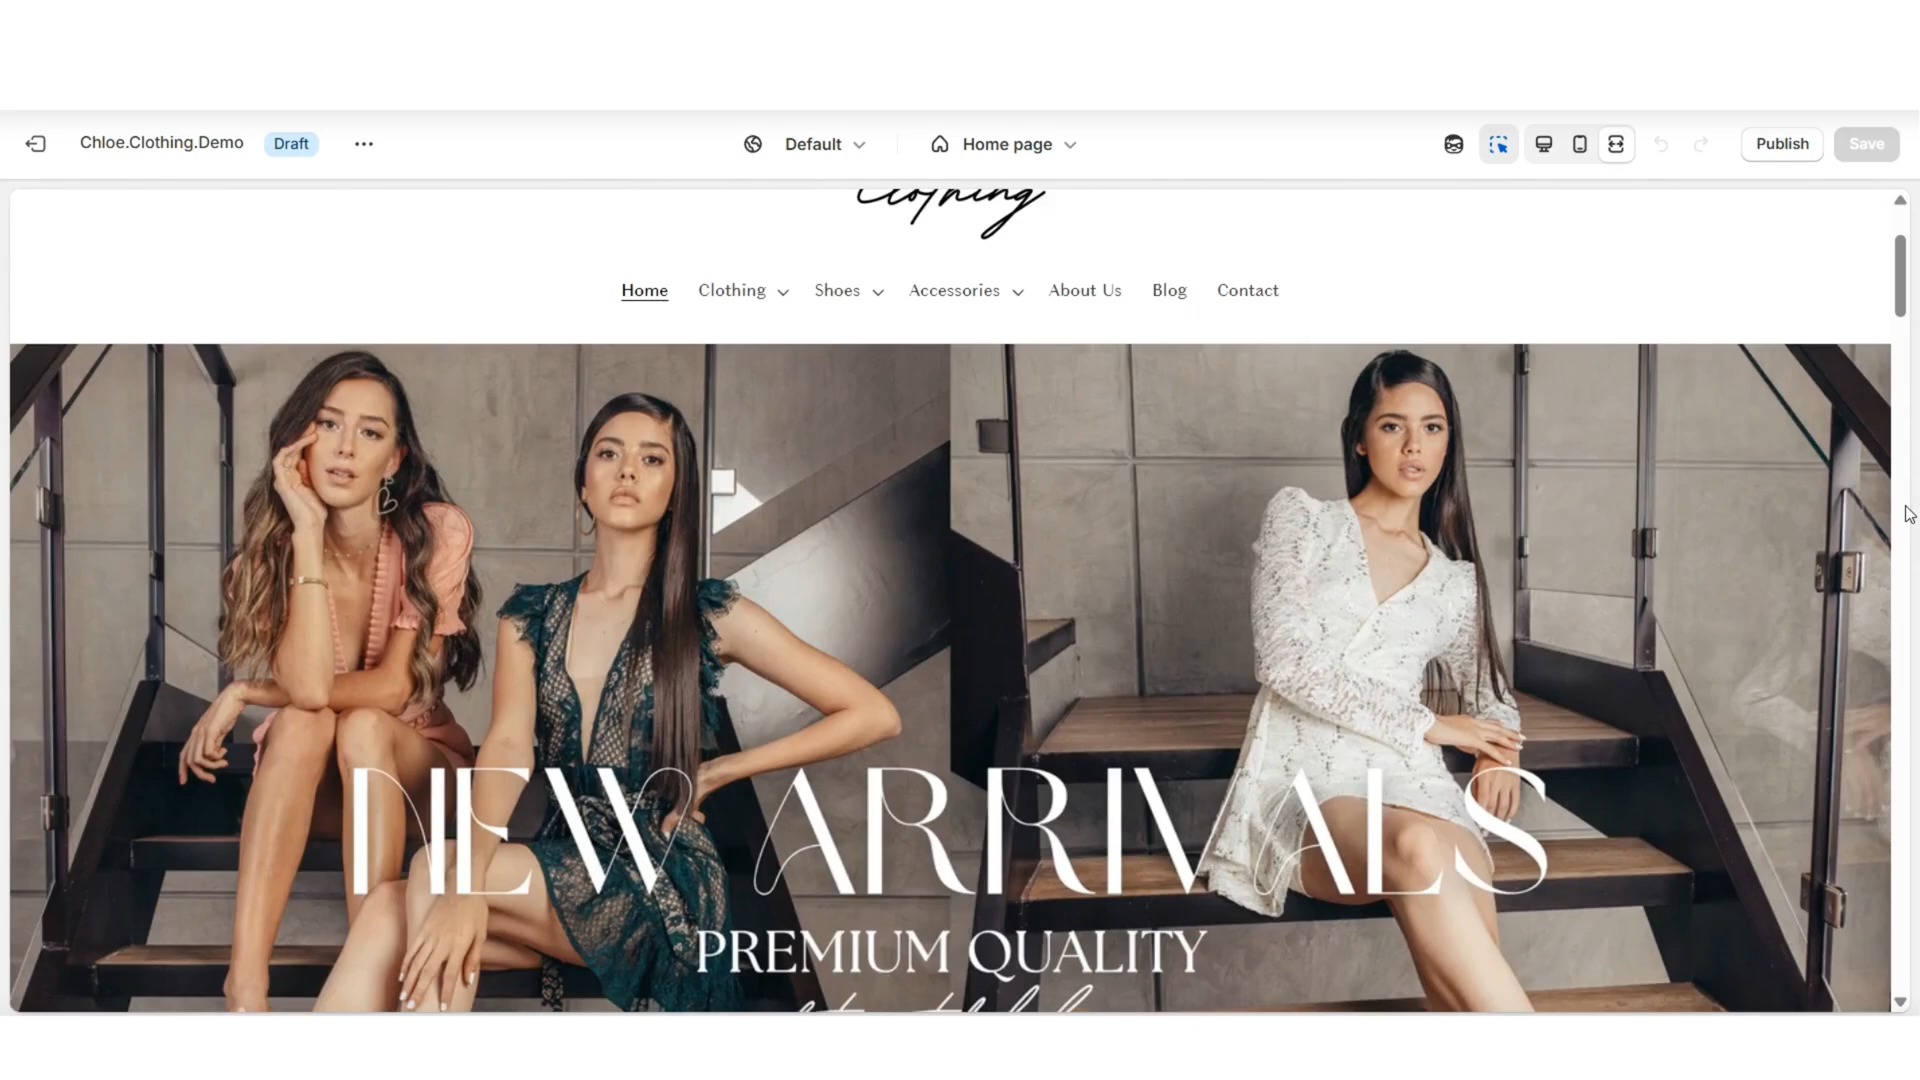 Chloe.Clothing.Demo Draft ... Default Home page Publish Save
Clothing
Home Clothing Shoes Accessories About Us Blog Contact
NEW ARRIVALS
PREMIUM QUALITY